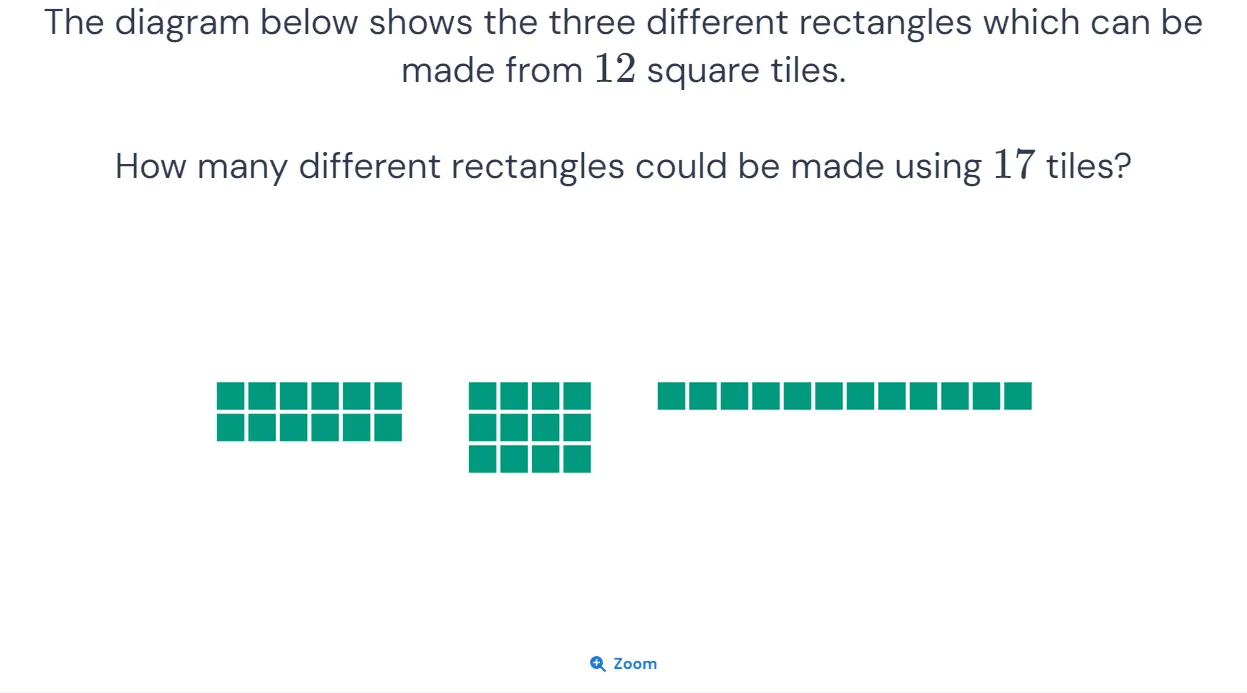 The diagram below shows the three different rectangles which can be
made from 12 square tiles.
How many different rectangles could be made using 17 tiles?
Zoom